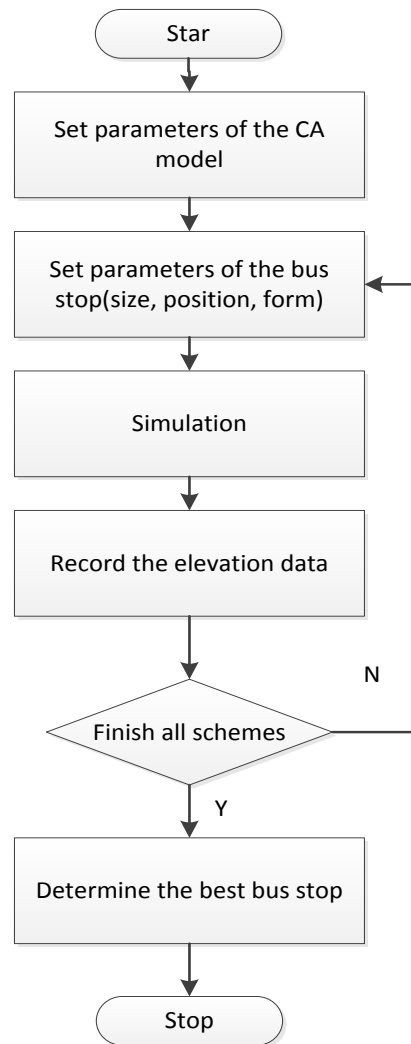 Star
Set parameters of the CA
model
Set parameters of the bus
stop(size, position, form)
Simulation
Record the elevation data
N
Finish all schemes
Y
Determine the best bus stop
Stop